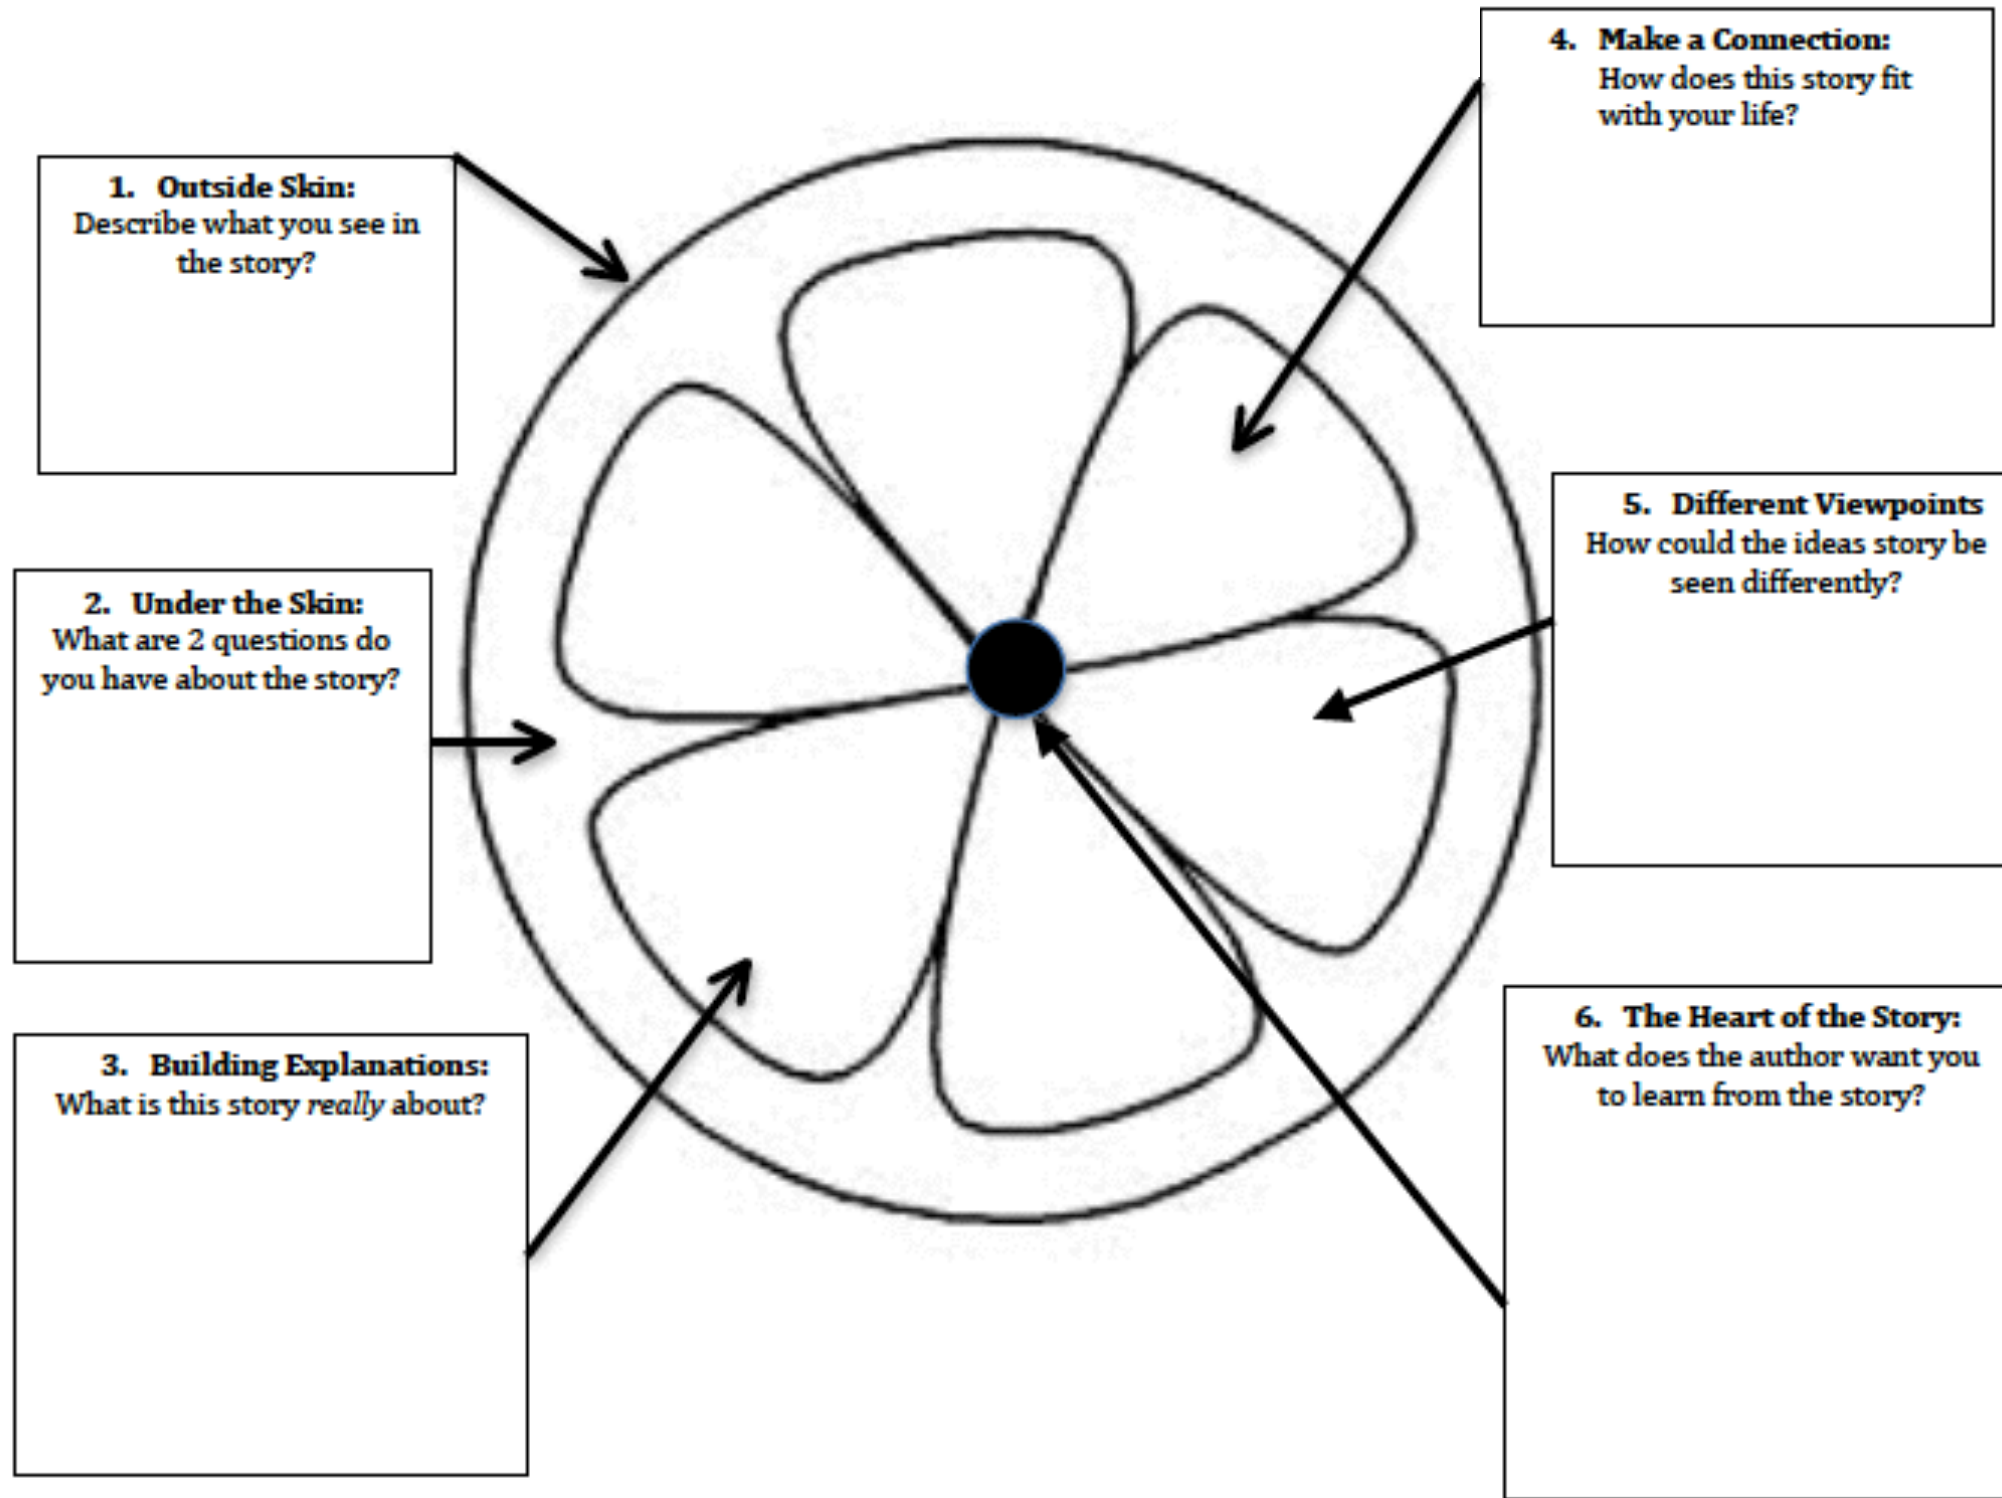 1. Outside Skin:
Describe what you see in
the story?
2. Under the Skin:
What are 2 questions do
you have about the story?
3. Building Explanations:
What is this story really about?
4. Make a Connection:
How does this story fit
with your life?
5. Different Viewpoints
How could the ideas story be
seen differently?
6. The Heart of the Story:
What does the author want you
to learn from the story?